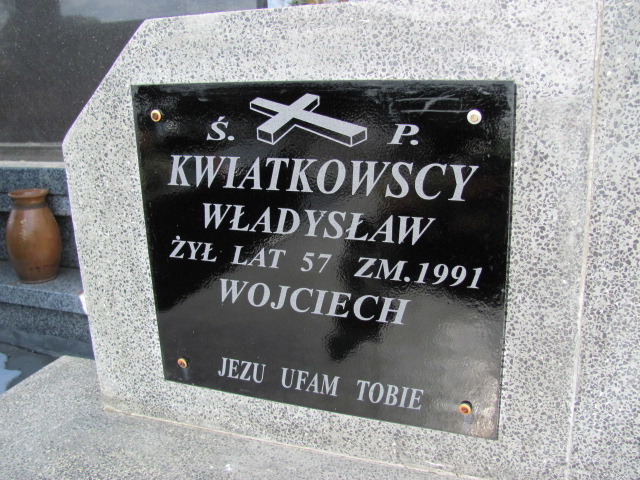 Ś. P.
KWIATKOWSCY
WŁADYSŁAW
ŻYŁ LAT 57 ZM.1991
WOJCIECH
JEZU UFAM TOBIE